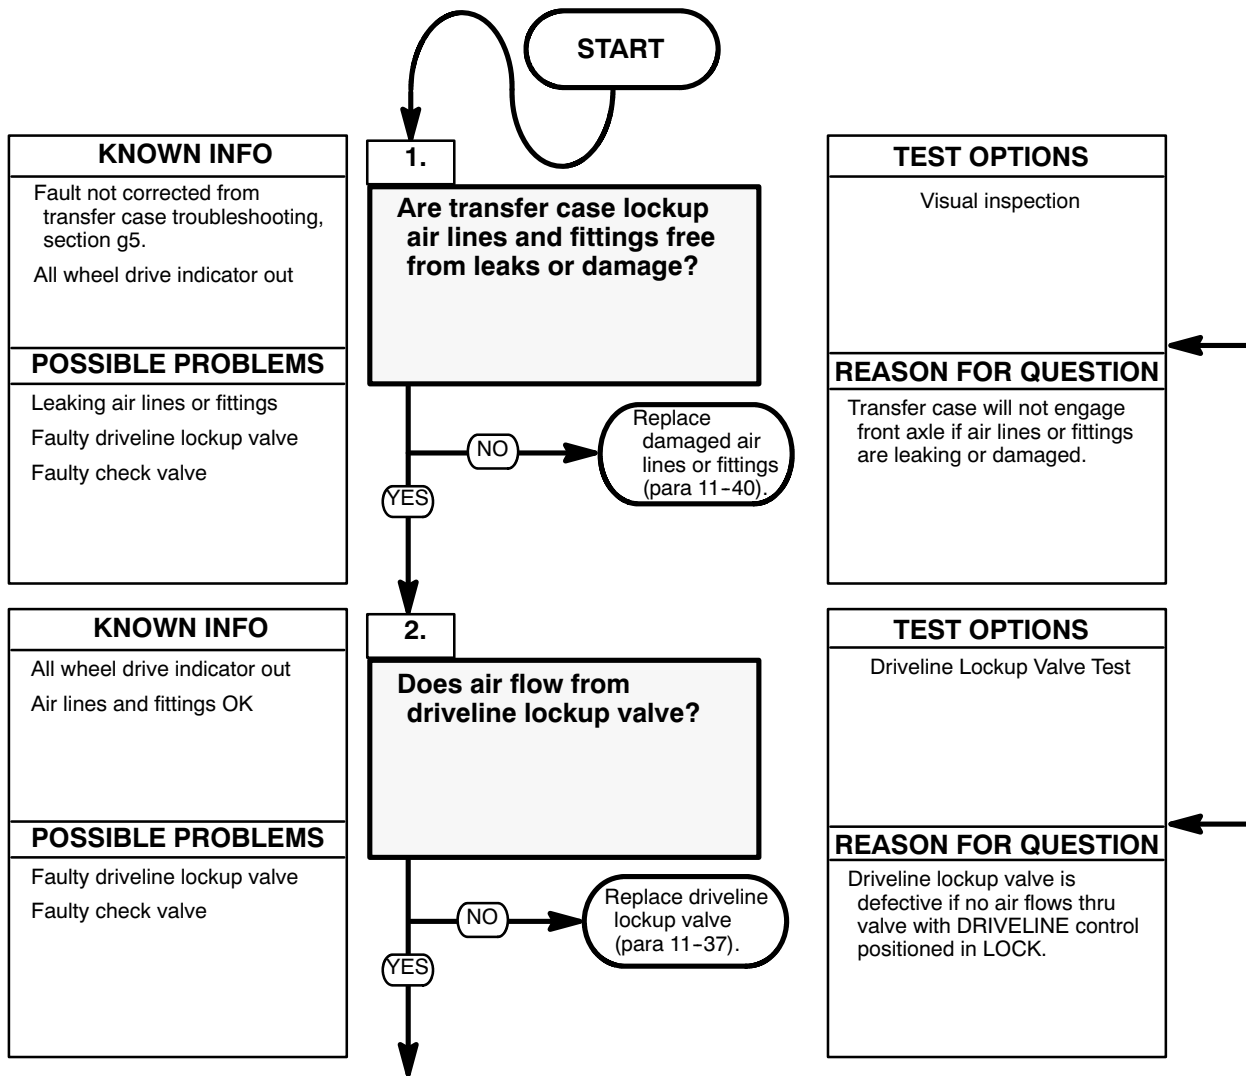 START
KNOWN INFO
Fault not corrected from
transfer case troubleshooting,
section g5.
All wheel drive indicator out
POSSIBLE PROBLEMS
Leaking air lines or fittings
Faulty driveline lockup valve
Faulty check valve
1.
Are transfer case lockup
air lines and fittings free
from leaks or damage?
NO
Replace
damaged air
lines or fittings
(para 11-40).
YES
TEST OPTIONS
Visual inspection
REASON FOR QUESTION
Transfer case will not engage
front axle if air lines or fittings
are leaking or damaged.
KNOWN INFO
All wheel drive indicator out
Air lines and fittings OK
POSSIBLE PROBLEMS
Faulty driveline lockup valve
Faulty check valve
2.
Does air flow from
driveline lockup valve?
NO
Replace driveline
lockup valve
(para 11-37).
YES
TEST OPTIONS
Driveline Lockup Valve Test
REASON FOR QUESTION
Driveline lockup valve is
defective if no air flows thru
valve with DRIVELINE control
positioned in LOCK.